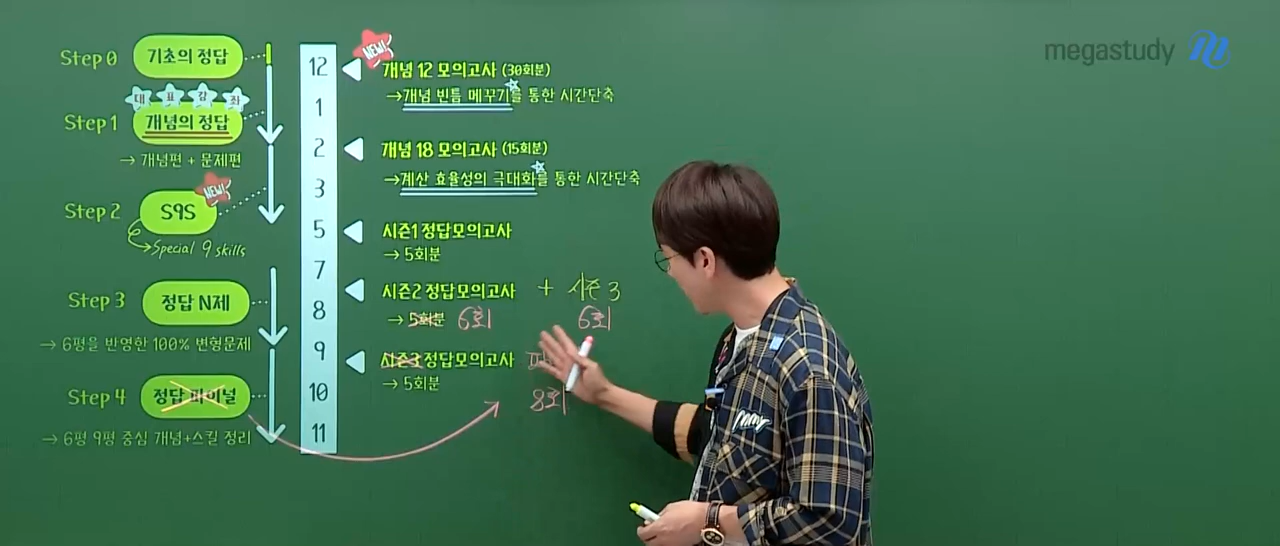 megastudy
Step 0 기초의 정답
대표강좌
Step 1 개념의 정답
→ 개념편 + 문제편
NEW!
Step 2 S9S
→Special 9 skills
Step 3 정답 N제
→ 6평을 반영한 100% 변형문제
Step 4 정답 파이널
→ 6평 9평 중심 개념+스킬 정리
12
1
2
3
5
7
8
9
10
11
NEW!
개념 12 모의고사 (30회분)
→개념 빈틈 메꾸기를 통한 시간단축
개념 18 모의고사 (15회분)
→계산 효율성의 극대화를 통한 시간단축
시즌1 정답모의고사
→ 5회분
시즌2 정답모의고사 + 시즌3
→ 5회분 6회 6회
시즌3 정답모의고사
→ 5회분 8회